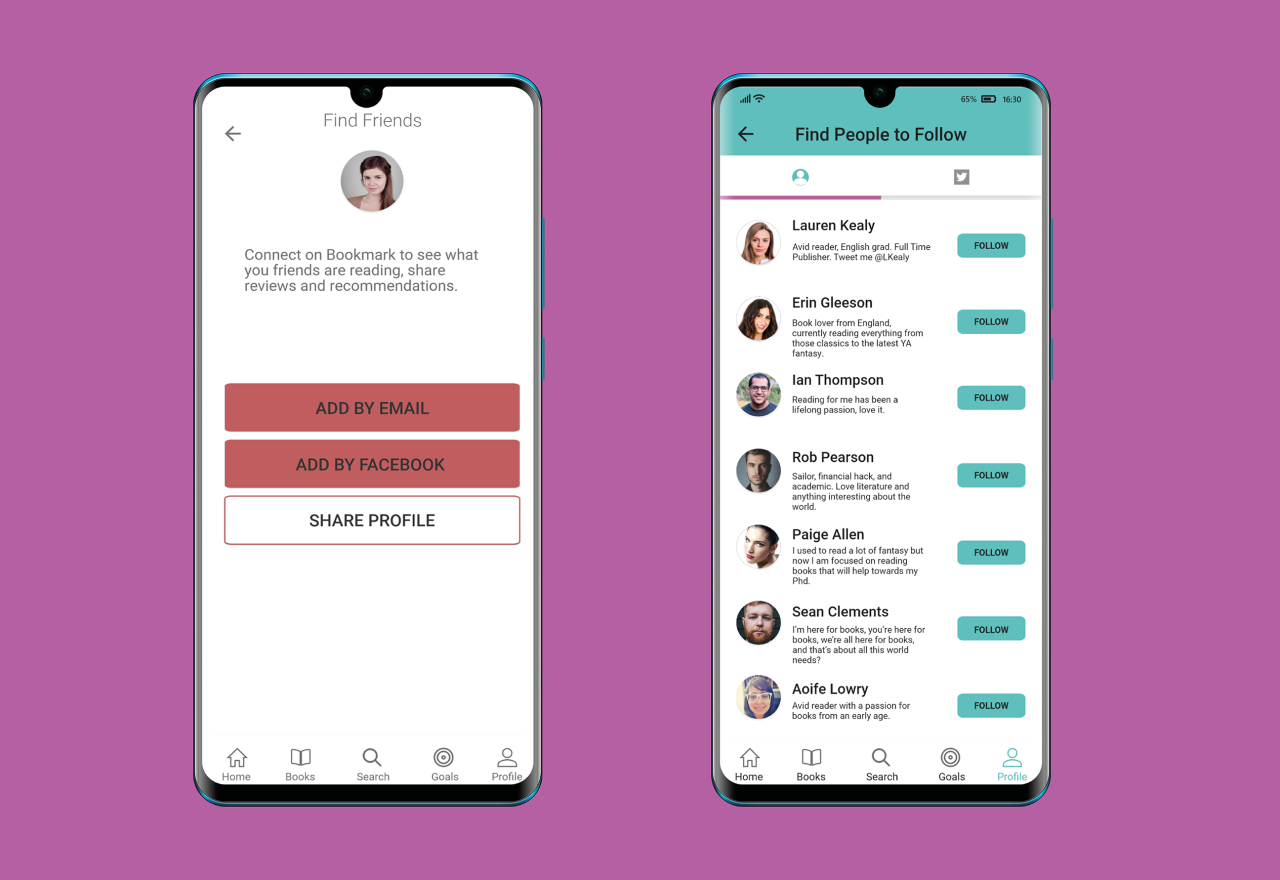 Find Friends
Connect on Bookmark to see what
you friends are reading, share
reviews and recommendations.
ADD BY EMAIL
ADD BY FACEBOOK
SHARE PROFILE
Home Books Search Goals Profile
65% 16:30
Find People to Follow
Lauren Kealy
Avid reader, English grad. Full Time
Publisher. Tweet me @LKealy
FOLLOW
Erin Gleeson
Book lover from England,
currently reading everything from
those classics to the latest YA
fantasy.
FOLLOW
Ian Thompson
Reading for me has been a
lifelong passion, love it.
FOLLOW
Rob Pearson
Sailor, financial hack, and
academic. Love literature and
anything interesting about the
world.
FOLLOW
Paige Allen
I used to read a lot of fantasy but
now I am focused on reading
books that will help towards my
Phd.
FOLLOW
Sean Clements
I'm here for books, you're here for
books, we're all here for books,
and that's about all this world
needs?
FOLLOW
Aoife Lowry
Avid reader with a passion for
books from an early age.
FOLLOW
Home Books Search Goals Profile